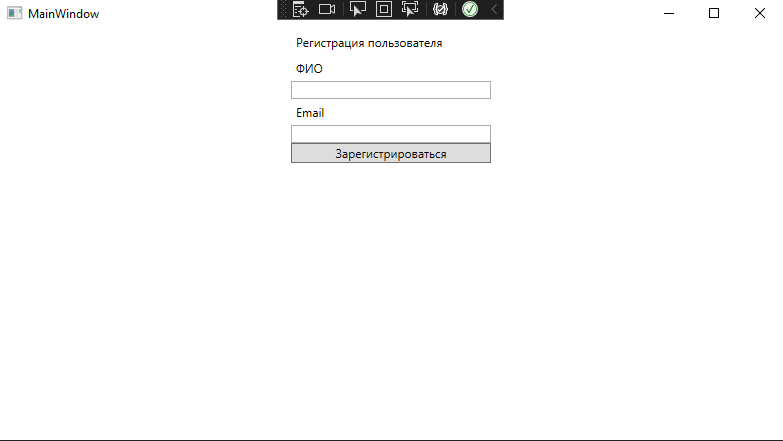 MainWindow
Регистрация пользователя
ФИО
Email
Зарегистрироваться